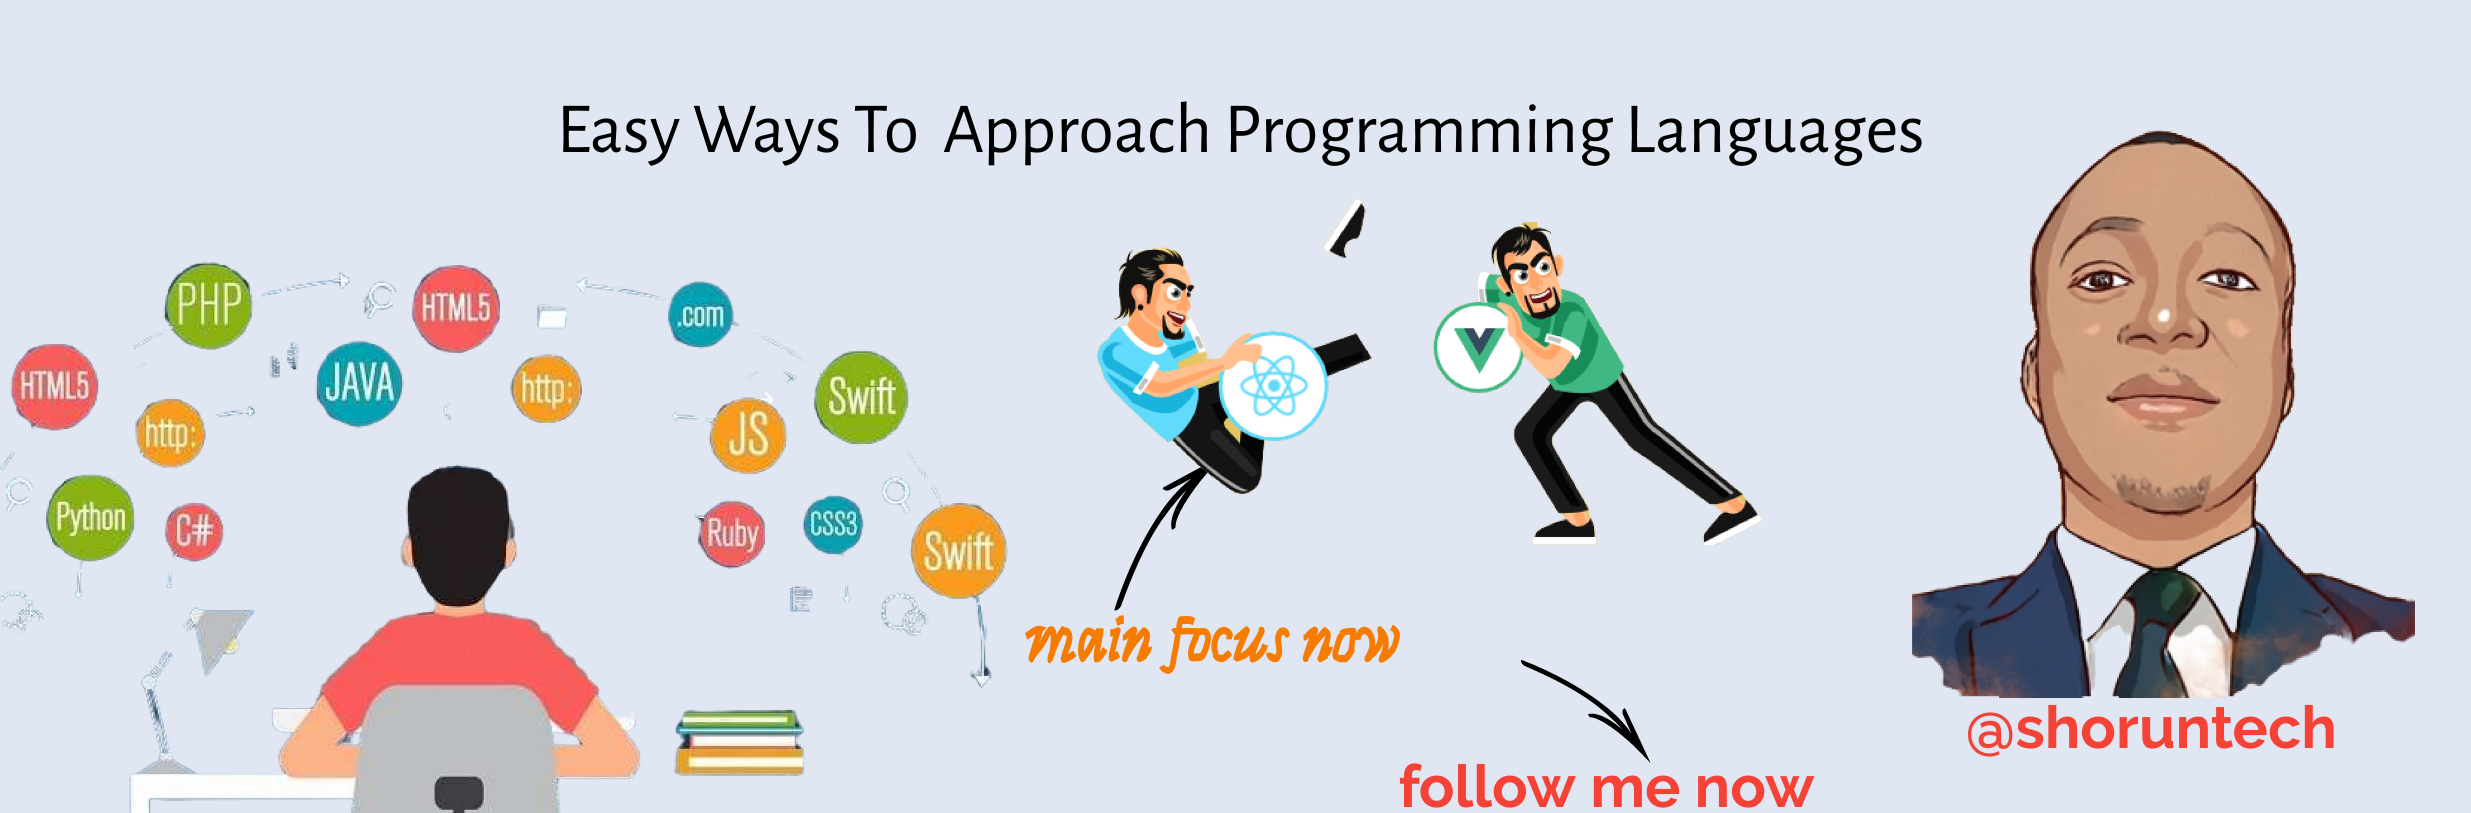 Easy Ways To Approach Programming Languages
PHP
HTML5
.com
HTML5
JAVA
http:
Swift
http:
JS
Python
C#
Ruby
CSS3
Swift
main focus now
@shoruntech
follow me now